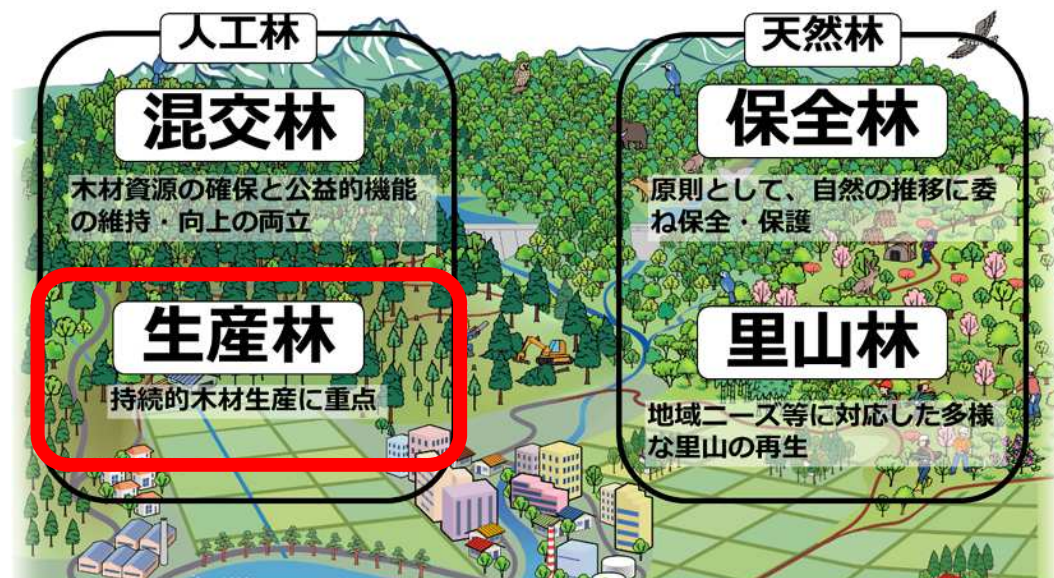 人工林
混交林
木材資源の確保と公益的機能
の維持・向上の両立
生産林
持続的木材生産に重点
天然林
保全林
原則として、自然の推移に委
ね保全・保護
里山林
地域ニーズ等に対応した多様
な里山の再生